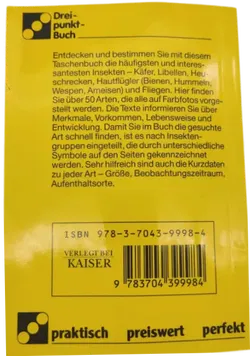 Drei-
punkt-
Buch
Entdecken und bestimmen Sie mit diesem
Taschenbuch die häufigsten und interes-
santesten Insekten – Käfer, Libellen, Heu-
schrecken, Hautflügler (Bienen, Hummeln,
Wespen, Ameisen) und Fliegen. Hier finden
Sie über 50 Arten, die alle auf Farbfotos vorge-
stellt werden. Die Texte informieren Sie über
Merkmale, Vorkommen, Lebensweise und
Entwicklung. Damit Sie im Buch die gesuchte
Art schnell finden, ist es nach Insekten-
gruppen eingeteilt, die durch unterschiedliche
Symbole auf den Seiten gekennzeichnet
werden. Sehr hilfreich sind auch die Kurzdaten
zu jeder Art – Größe, Beobachtungszeitraum,
Aufenthaltsorte.
ISBN 978-3-7043-9998-4
VERLEGT BEI
KAISER
9 783704 399984
praktisch preiswert perfekt